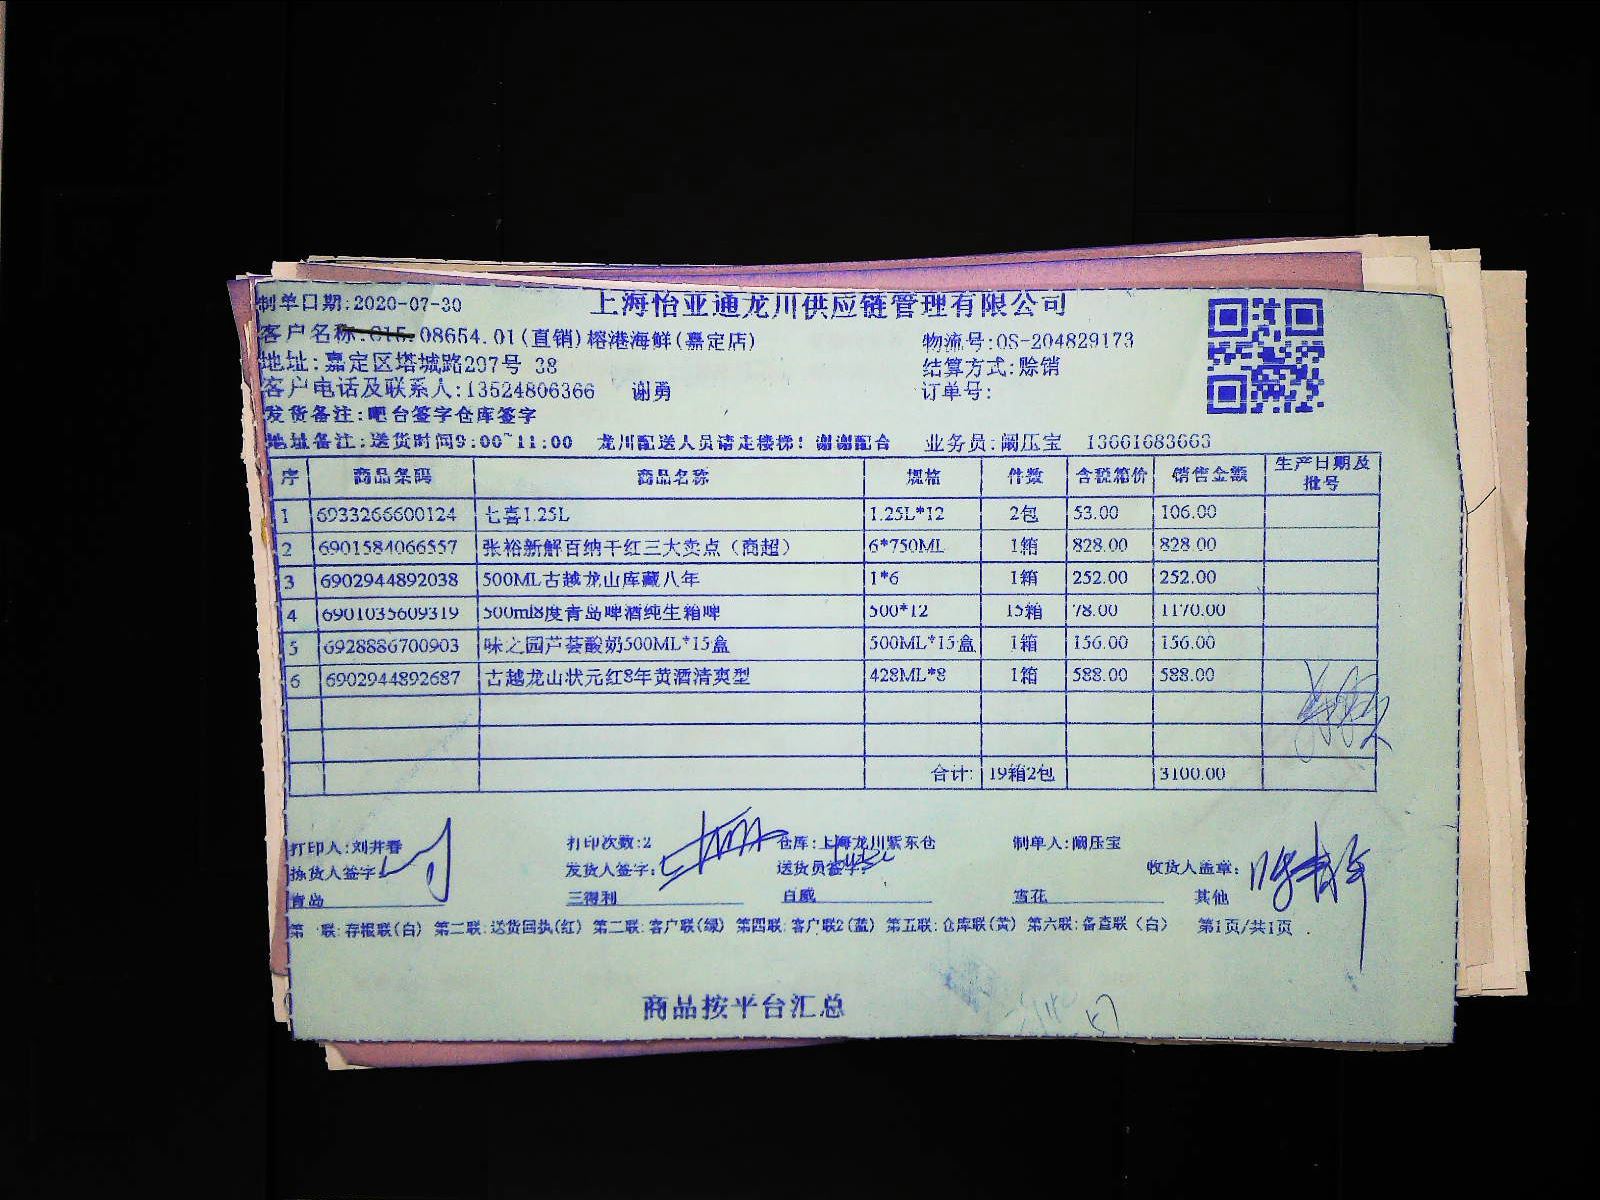 制单日期:2020-07-30 上海怡亚通龙川供应链管理有限公司
客户名称:C15.08654.01(直销)榕港海鲜(嘉定店) 物流号:OS-204829173
地址:嘉定区塔城路297号 38 结算方式:赊销
客户电话及联系人:13524806366 谢勇 订单号:
发货备注:吧台签字仓库签字
地址备注:送货时间9:00~11:00 龙川配送人员请走楼梯!谢谢配合 业务员:阚压宝 13661683663
序 商品条码 商品名称 规格 件数 含税箱价 销售金额 生产日期及批号
1 6933266600124 七喜1.25L 1.25L*12 2包 53.00 106.00
2 6901584066557 张裕新解百纳干红三大卖点(商超) 6*750ML 1箱 828.00 828.00
3 6902944892038 500ML古越龙山库藏八年 1*6 1箱 252.00 252.00
4 6901035609319 500ml8度青岛啤酒纯生箱啤 500*12 15箱 78.00 1170.00
5 6928886700903 味之园芦荟酸奶500ML*15盒 500ML*15盒 1箱 156.00 156.00
6 6902944892687 古越龙山状元红8年黄酒清爽型 428ML*8 1箱 588.00 588.00
合计: 19箱2包 3100.00
打印人:刘井香 打印次数:2 仓库:上海龙川紫东仓 制单人:阚压宝
拣货人签字: 发货人签字: 送货员签字: 收货人盖章:
青岛 三得利 百威 雪花 其他
第一联:存根联(白) 第二联:送货回执(红) 第三联:客户联(绿) 第四联:客户联2(蓝) 第五联:仓库联(黄) 第六联:备查联(白) 第1页/共1页
商品按平台汇总